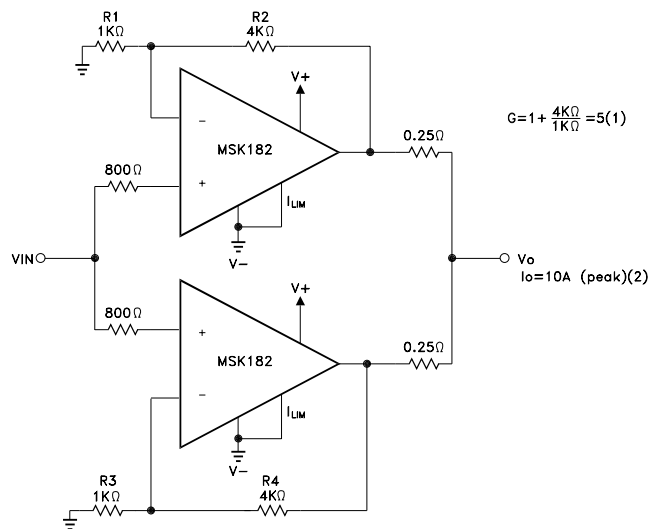 R1
1KΩ
R2
4KΩ
V+
−
MSK182
+
ILIM
V−
800Ω
0.25Ω
G=1+4KΩ/1KΩ=5(1)
VIN
Vo
Io=10A (peak)(2)
800Ω
V+
+
MSK182
−
ILIM
V−
0.25Ω
R3
1KΩ
R4
4KΩ